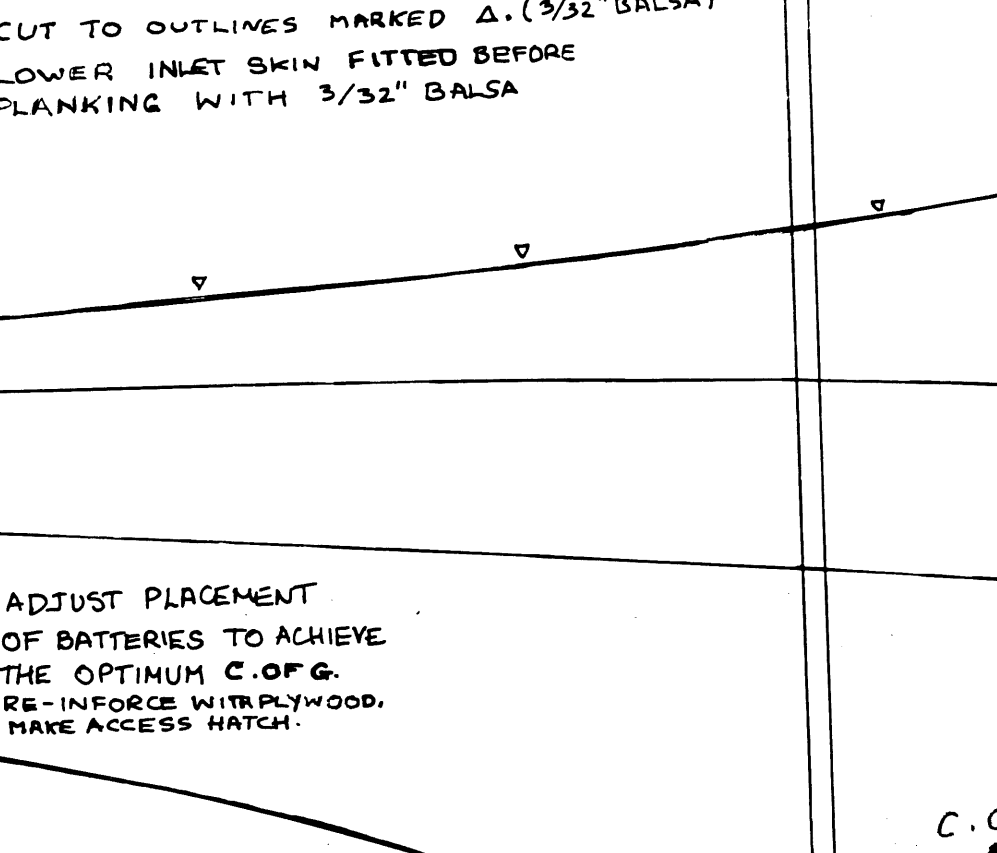 CUT TO OUTLINES MARKED Δ. (3/32" BALSA)
LOWER INLET SKIN FITTED BEFORE
PLANKING WITH 3/32" BALSA
ADJUST PLACEMENT
OF BATTERIES TO ACHIEVE
THE OPTIMUM C.OF G.
RE-INFORCE WITH PLYWOOD.
MAKE ACCESS HATCH.
C.